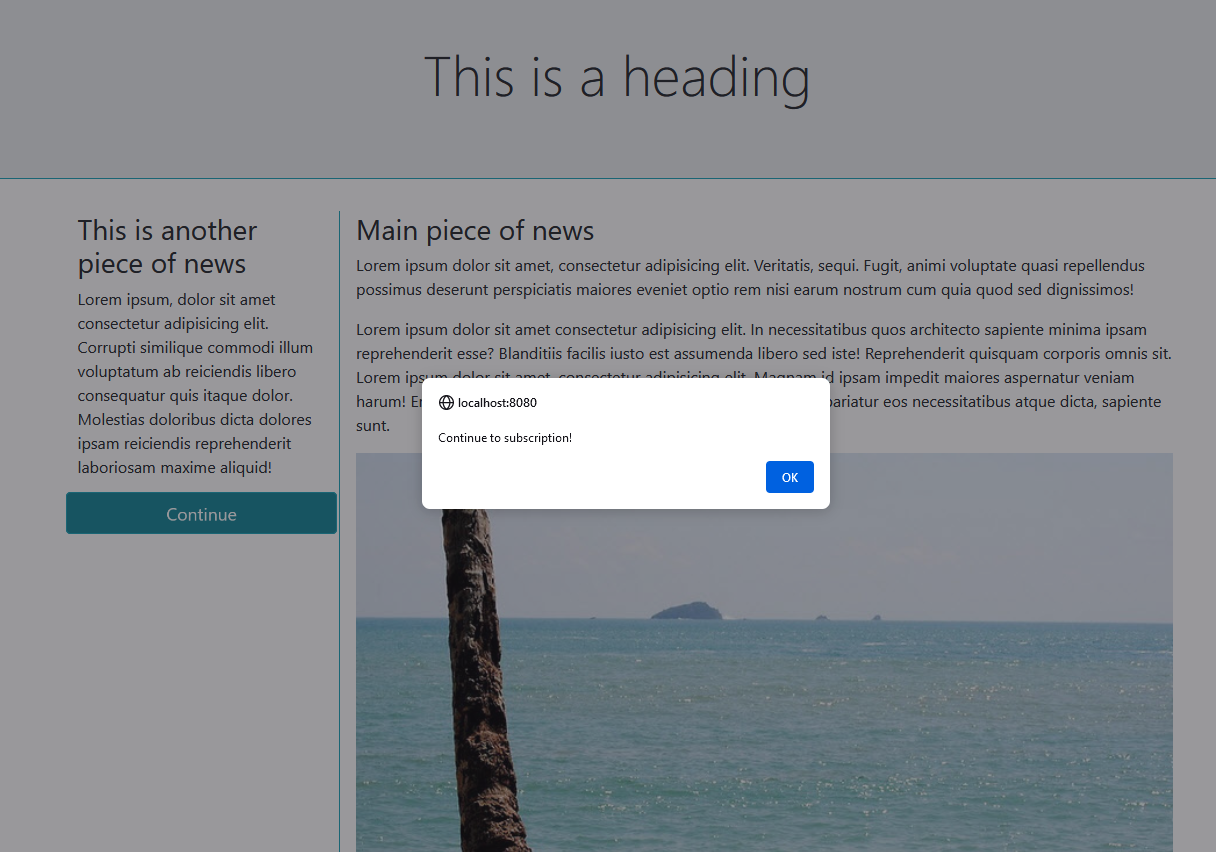 This is a heading
This is another
piece of news
Lorem ipsum, dolor sit amet
consectetur adipisicing elit.
Corrupti similique commodi illum
voluptatum ab reiciendis libero
consequatur quis itaque dolor.
Molestias doloribus dicta dolores
ipsam reiciendis reprehenderit
laboriosam maxime aliquid!
Continue
Main piece of news
Lorem ipsum dolor sit amet, consectetur adipisicing elit. Veritatis, sequi. Fugit, animi voluptate quasi repellendus
possimus deserunt perspiciatis maiores eveniet optio rem nisi earum nostrum cum quia quod sed dignissimos!
Lorem ipsum dolor sit amet consectetur adipisicing elit. In necessitatibus quos architecto sapiente minima ipsam
reprehenderit esse? Blanditiis facilis iusto est assumenda libero sed iste! Reprehenderit quisquam corporis omnis sit.
Lorem ipsum dolor sit amet, consectetur adipisicing elit. Magnam id ipsam impedit maiores aspernatur veniam
harum! eos necessitatibus atque dicta, sapiente
sunt.
localhost:8080
Continue to subscription!
OK